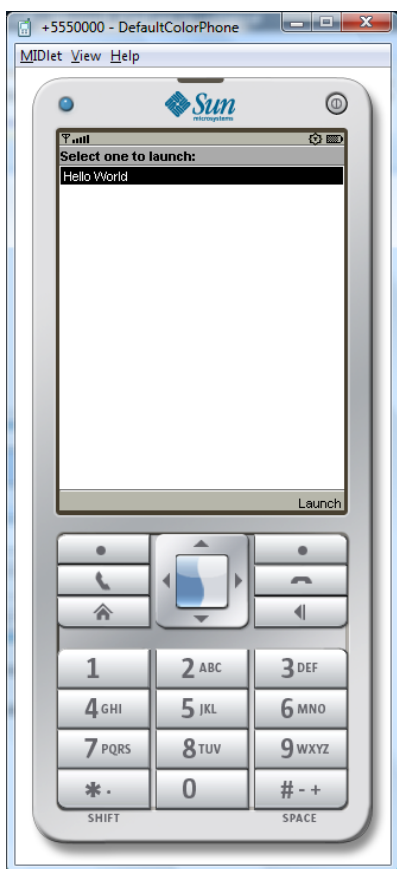 +5550000 - DefaultColorPhone
MIDlet View Help
Sun
microsystems
Select one to launch:
Hello World
Launch
1 2 ABC 3 DEF
4 GHI 5 JKL 6 MNO
7 PQRS 8 TUV 9 WXYZ
* . 0 # - +
SHIFT SPACE